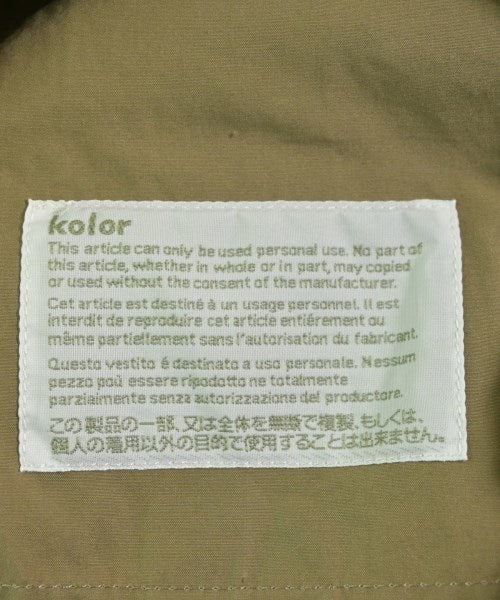 kolor
This article can only be used personal use. No part of
this article, whether in whole or in part, may copied
or used without the consent of the manufacturer.
Cet article est destiné à un usage personnel. Il est
interdit de reproduire cet article entiérement ou
même partiellement sans l'autorisation du fabricant.
Questo vestito é destinato a uso personale. Nessum
pezzo poú essere ripodotto ne totalmente
parzialmente senza autorizzazione del productore.
この製品の一部、又は全体を無断で複製、もしくは、
個人の着用以外の目的で使用することは出来ません。